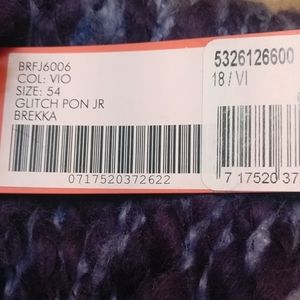 BRFJ6006
COL: VIO
SIZE: 54
GLITCH PON JR
BREKKA
0717520372622
5326126600
18/VI
7 17520 37